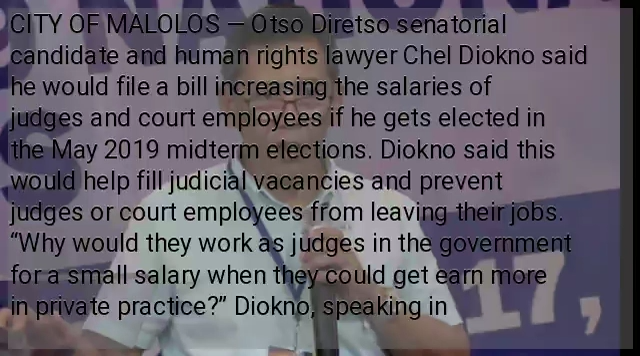 CITY OF MALOLOS — Otso Diretso senatorial
candidate and human rights lawyer Chel Diokno said
he would file a bill increasing the salaries of
judges and court employees if he gets elected in
the May 2019 midterm elections. Diokno said this
would help fill judicial vacancies and prevent
judges or court employees from leaving their jobs.
“Why would they work as judges in the government
for a small salary when they could get earn more
in private practice?” Diokno, speaking in
17,